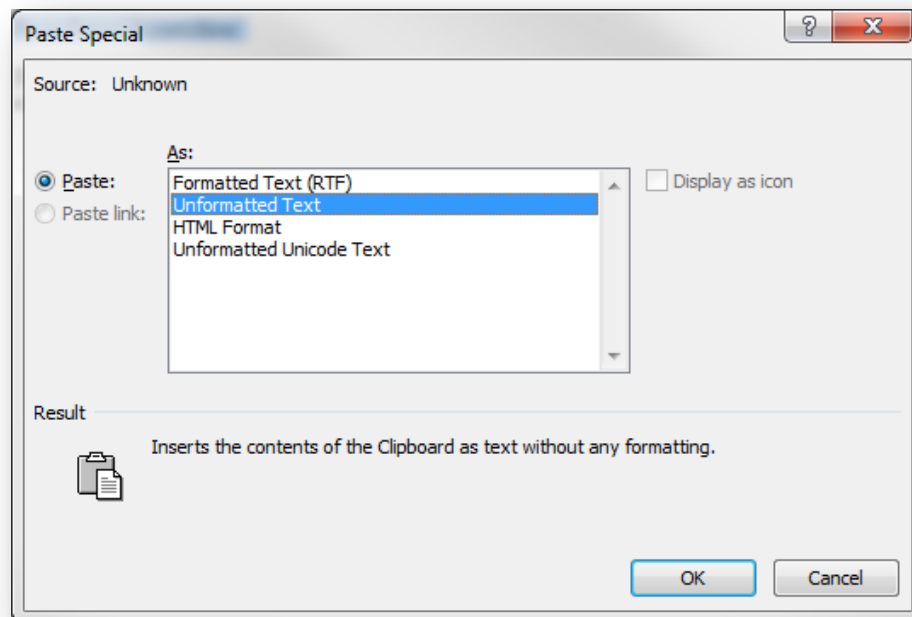 Paste Special
Source: Unknown
As:
Paste:
Paste link:
Formatted Text (RTF)
Unformatted Text
HTML Format
Unformatted Unicode Text
Display as icon
Result
Inserts the contents of the Clipboard as text without any formatting.
OK
Cancel